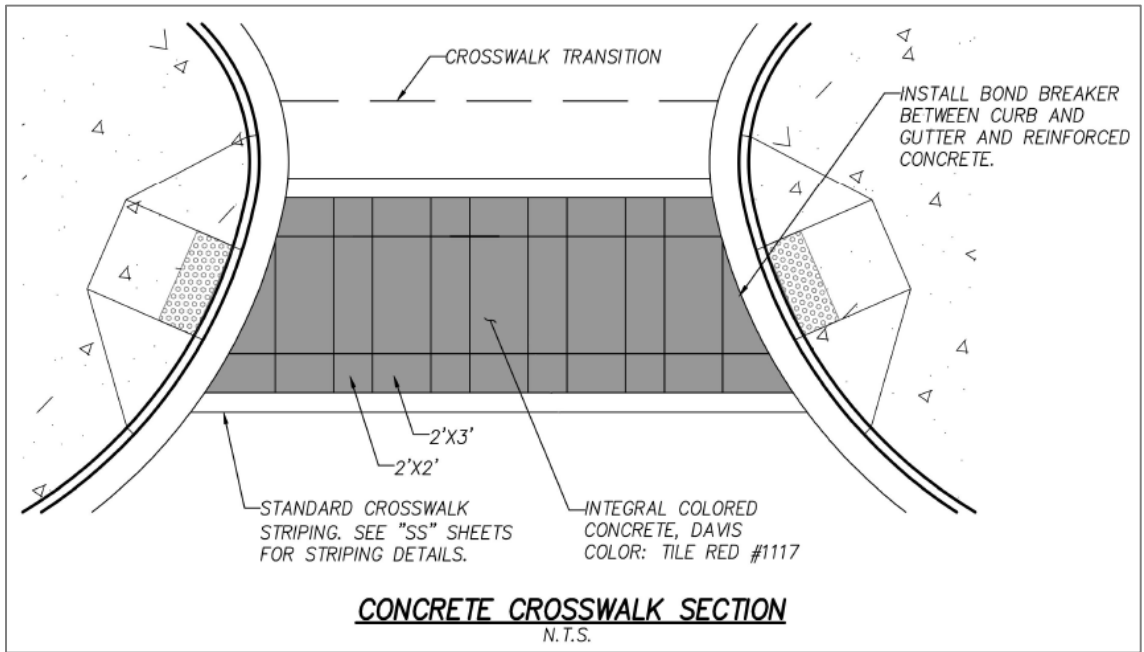 CROSSWALK TRANSITION
INSTALL BOND BREAKER
BETWEEN CURB AND
GUTTER AND REINFORCED
CONCRETE.
2'X3'
2'X2'
STANDARD CROSSWALK
STRIPING. SEE "SS" SHEETS
FOR STRIPING DETAILS.
INTEGRAL COLORED
CONCRETE, DAVIS
COLOR: TILE RED #1117
CONCRETE CROSSWALK SECTION
N.T.S.